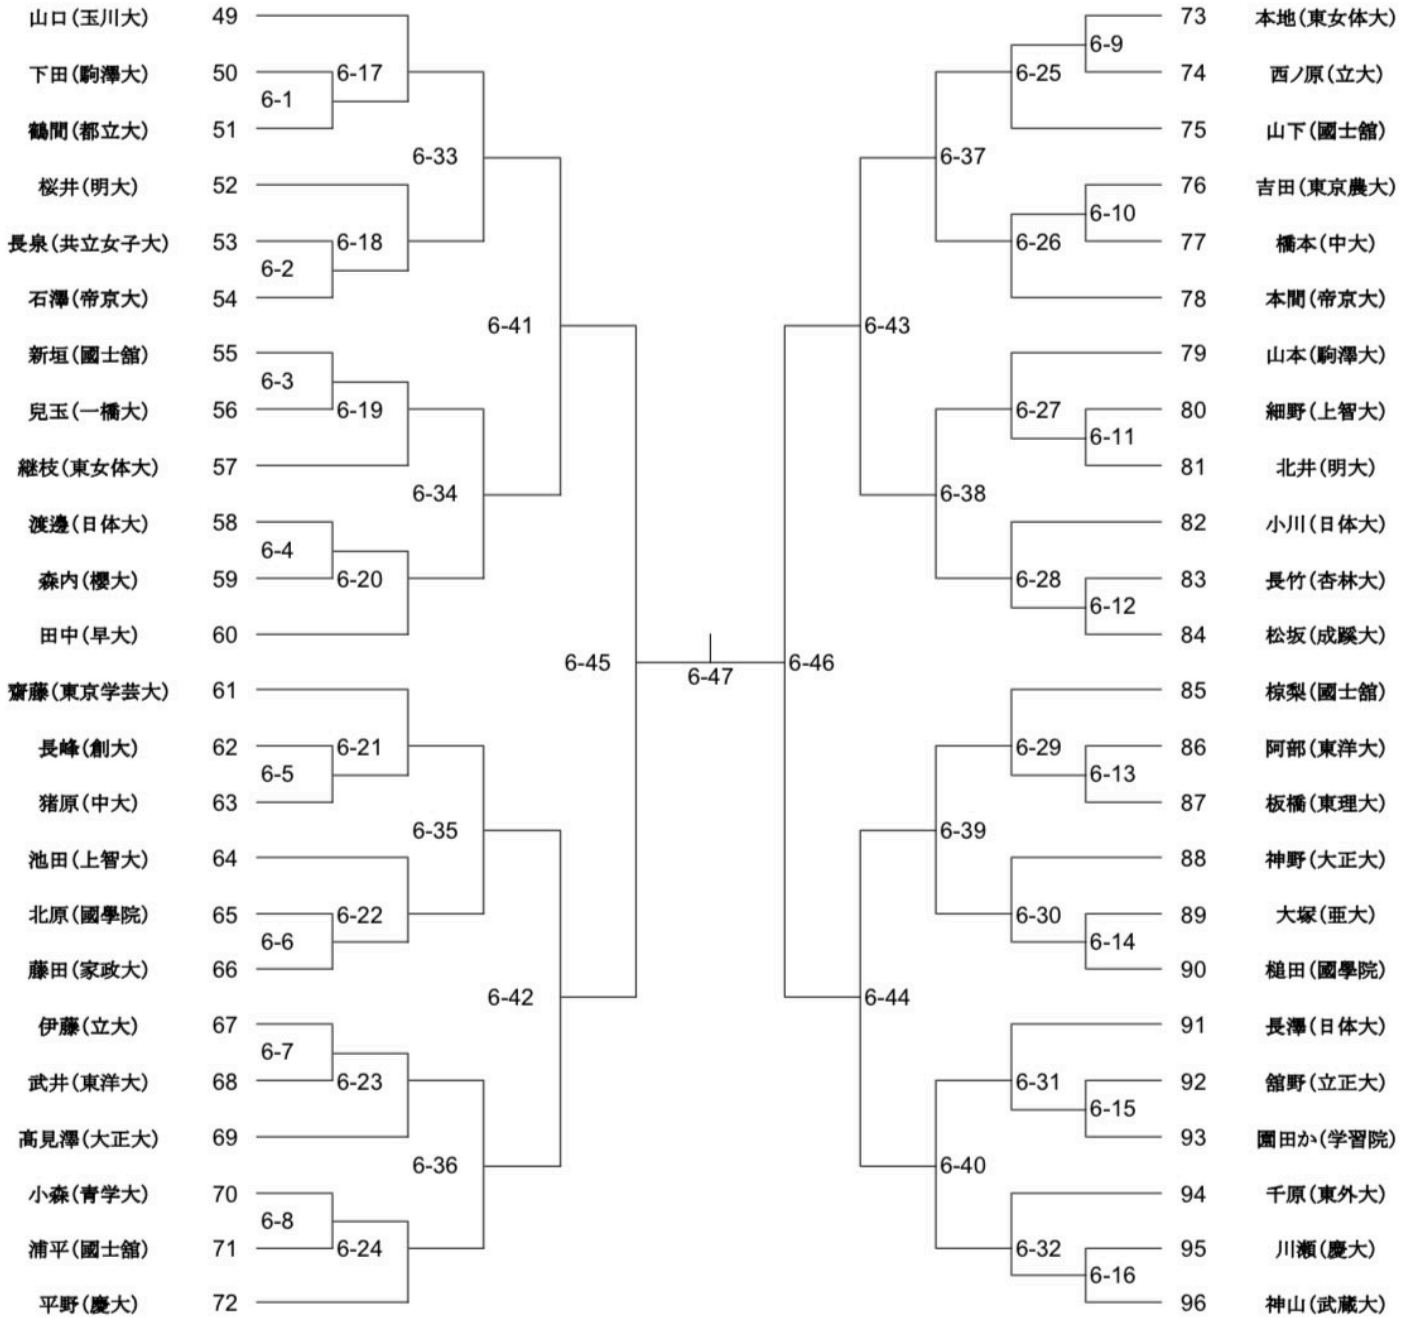 山口(玉川大) 49
下田(駒澤大) 50
6-17
6-1
鶴間(都立大) 51
6-33
桜井(明大) 52
長泉(共立女子大) 53
6-18
6-2
石澤(帝京大) 54
6-41
新垣(國士舘) 55
6-3
兒玉(一橋大) 56
6-19
継枝(東女体大) 57
6-34
渡邊(日体大) 58
6-4
森内(櫻大) 59
6-20
田中(早大) 60
6-45
齋藤(東京学芸大) 61
長峰(創大) 62
6-21
6-5
猪原(中大) 63
6-35
池田(上智大) 64
北原(國學院) 65
6-22
6-6
藤田(家政大) 66
6-42
伊藤(立大) 67
6-7
武井(東洋大) 68
6-23
髙見澤(大正大) 69
6-36
小森(青学大) 70
6-8
浦平(國士舘) 71
6-24
平野(慶大) 72
6-47
73 本地(東女体大)
6-9
6-25
74 西ノ原(立大)
75 山下(國士舘)
6-37
76 吉田(東京農大)
6-10
6-26
77 橋本(中大)
78 本間(帝京大)
6-43
79 山本(駒澤大)
6-27
80 細野(上智大)
6-11
81 北井(明大)
6-38
82 小川(日体大)
6-28
83 長竹(杏林大)
6-12
84 松坂(成蹊大)
6-46
85 椋梨(國士舘)
6-29
86 阿部(東洋大)
6-13
87 板橋(東理大)
6-39
88 神野(大正大)
6-30
89 大塚(亜大)
6-14
90 槌田(國學院)
6-44
91 長澤(日体大)
6-31
92 舘野(立正大)
6-15
93 園田か(学習院)
6-40
94 千原(東外大)
6-32
95 川瀬(慶大)
6-16
96 神山(武蔵大)